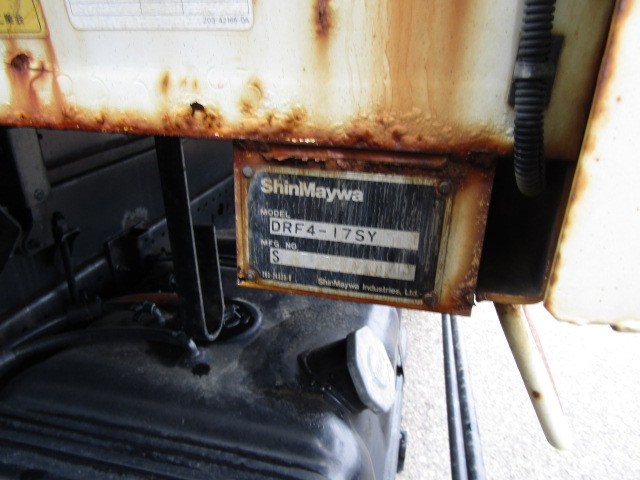 ShinMaywa
MODEL
DRF4-17SY
MFG NO
S
ShinMaywa Industries, Ltd.